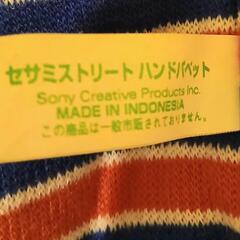 セサミストリート ハンドパペット
Sony Creative Products Inc.
MADE IN INDONESIA
この商品は一般市販されておりません。